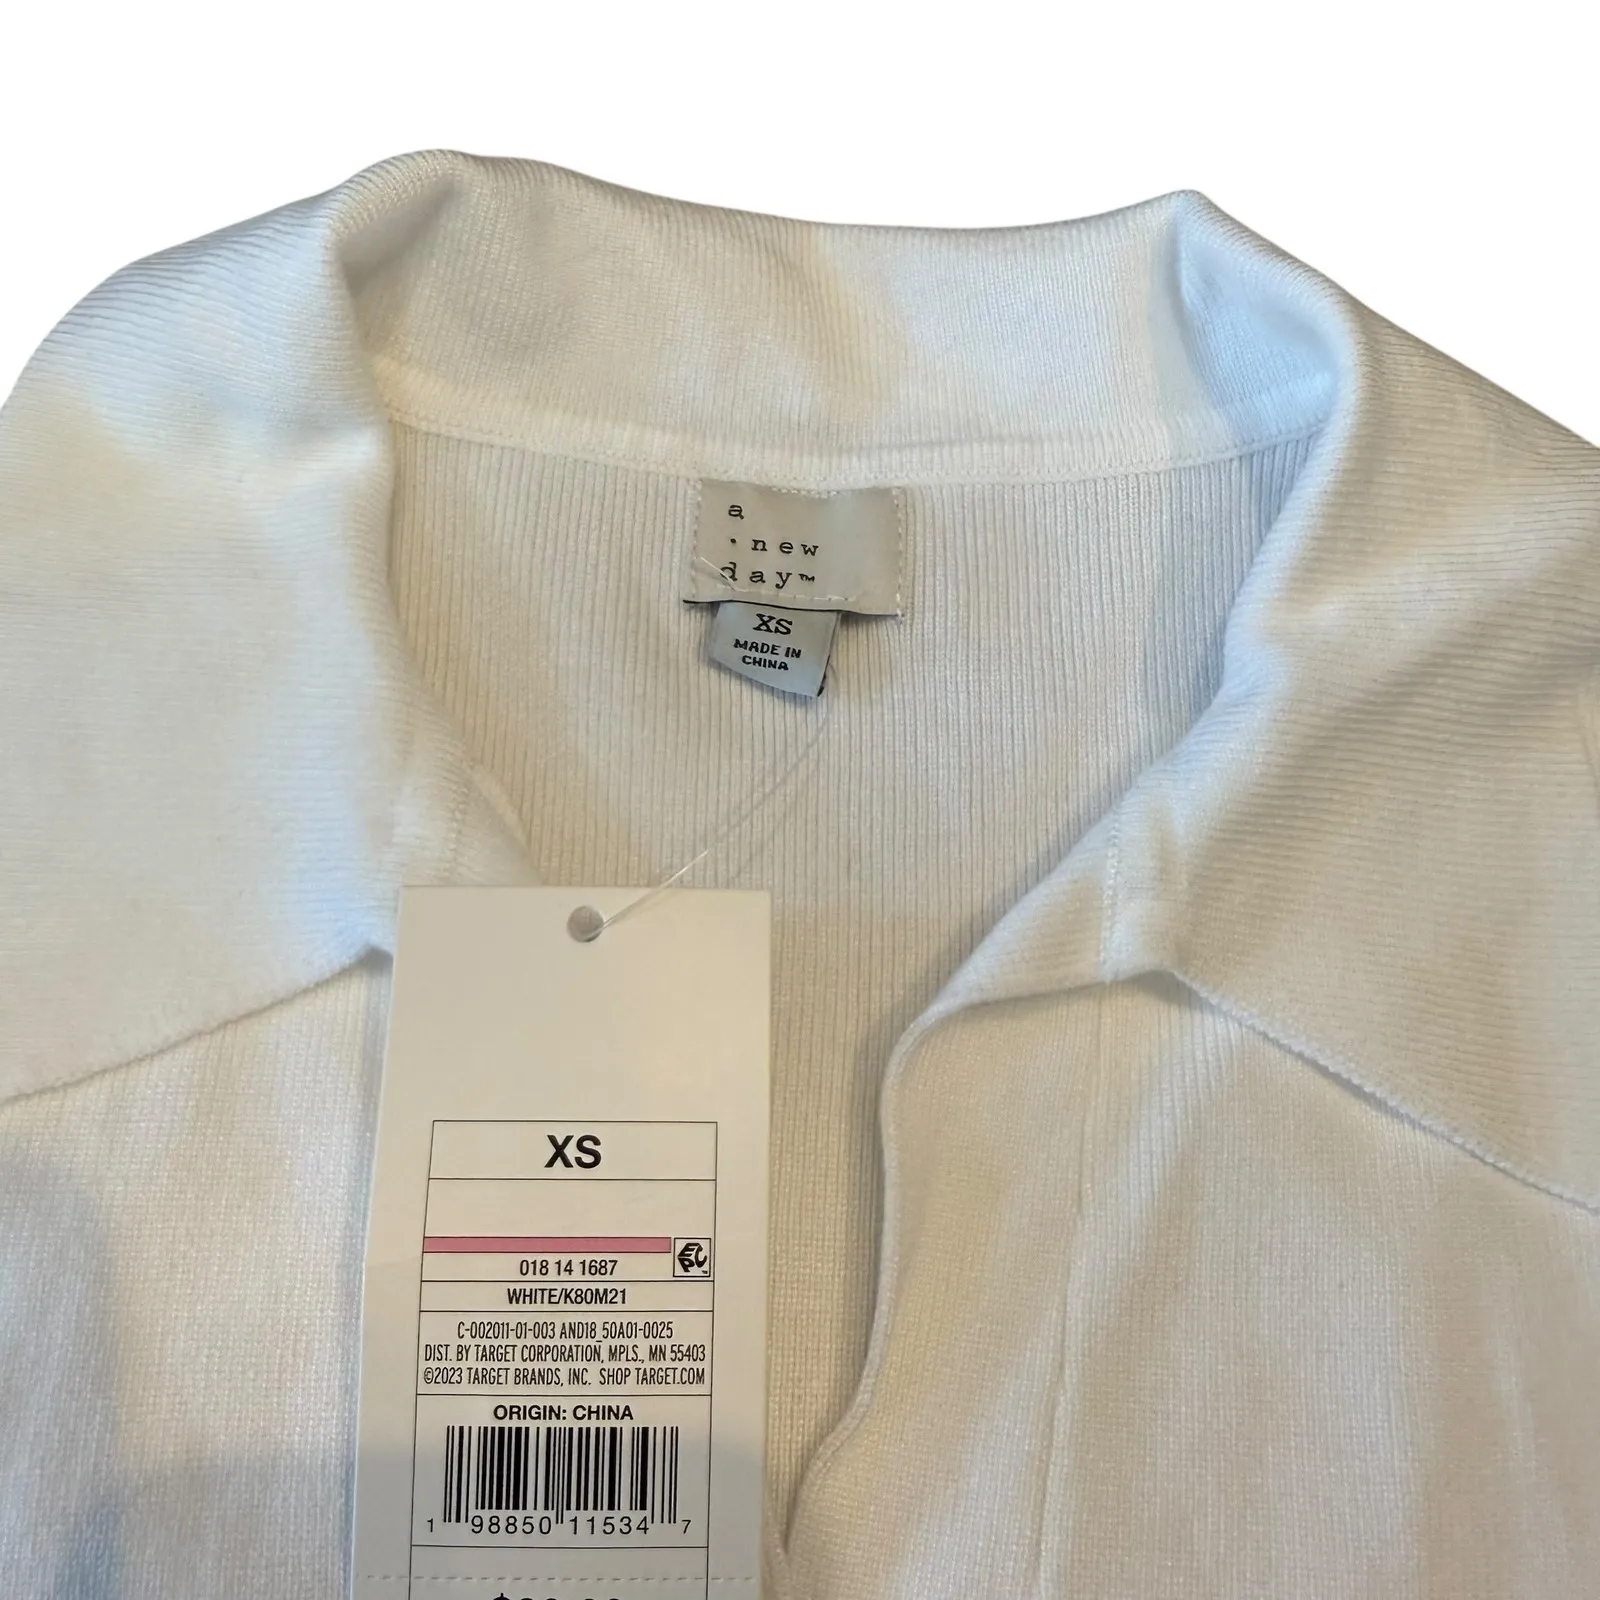 a
·new
day™
XS
MADE IN
CHINA
XS
EPC™
018 14 1687
WHITE/K80M21
C-002011-01-003 AND18_50A01-0025
DIST. BY TARGET CORPORATION, MPLS., MN 55403
©2023 TARGET BRANDS, INC. SHOP TARGET.COM
ORIGIN: CHINA
1 98850 11534 7